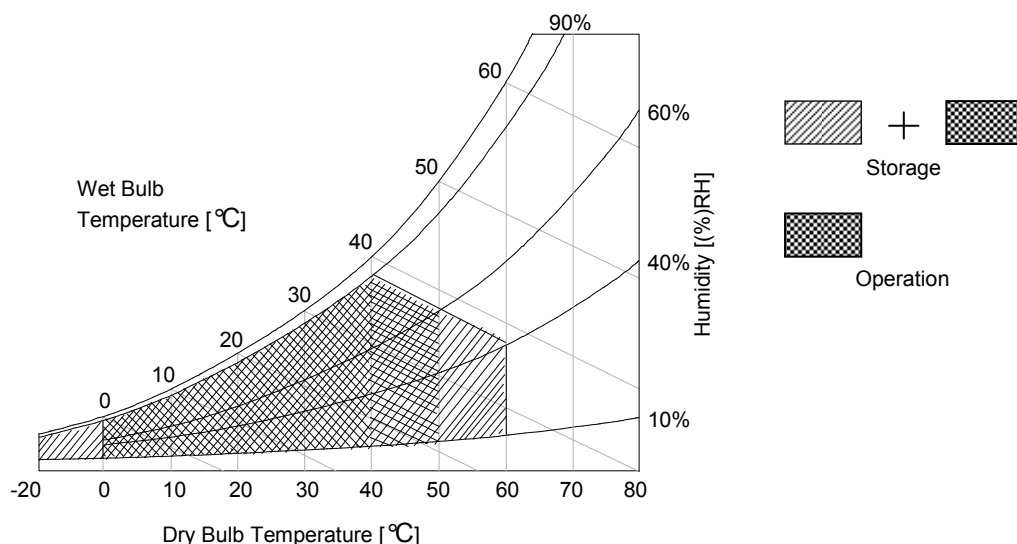 90%
60
60%
50
Wet Bulb
Temperature [℃]
Storage
40
40%
30
20
10
0
10%
Humidity [(%)RH]
Operation
-20 0 10 20 30 40 50 60 70 80
Dry Bulb Temperature [℃]